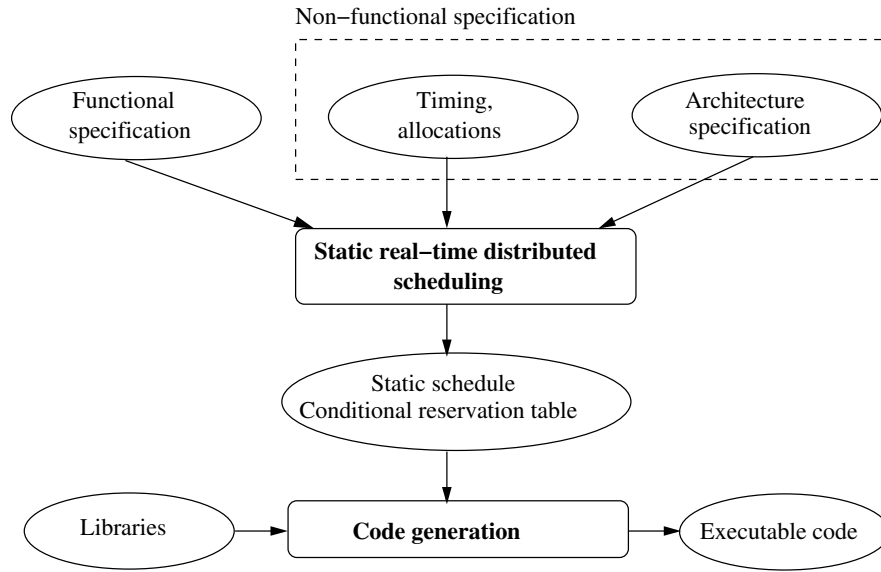 Non−functional specification
Functional
specification
Timing,
allocations
Architecture
specification
Static real−time distributed
scheduling
Static schedule
Conditional reservation table
Libraries
Code generation
Executable code